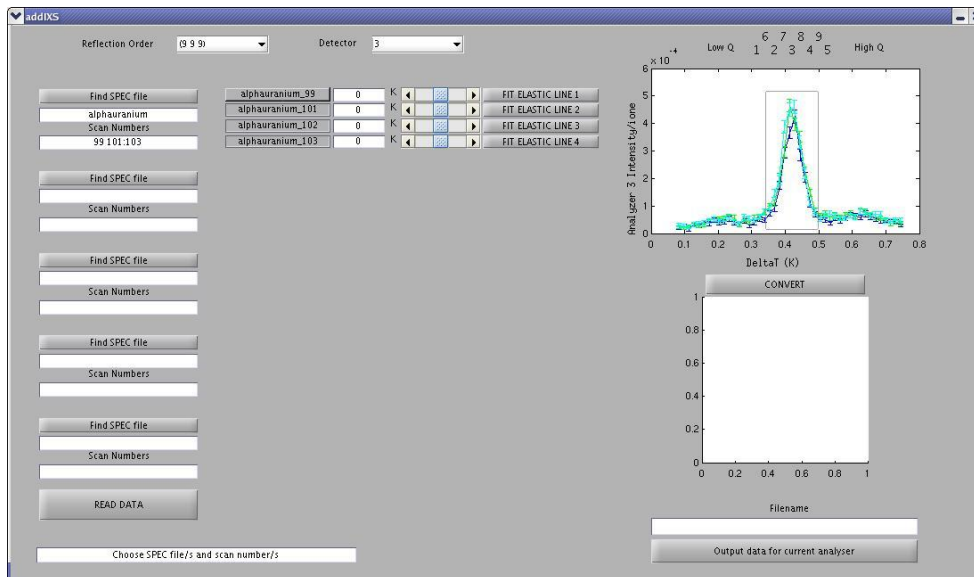 addIXS
Reflection Order (9 9 9) Detector 3
6 7 8 9
Low Q 1 2 3 4 5 High Q
Find SPEC file
alphauranium
Scan Numbers
99 101:103
alphauranium_99 0 K FIT ELASTIC LINE 1
alphauranium_101 0 K FIT ELASTIC LINE 2
alphauranium_102 0 K FIT ELASTIC LINE 3
alphauranium_103 0 K FIT ELASTIC LINE 4
Find SPEC file
Scan Numbers
Find SPEC file
Scan Numbers
Find SPEC file
Scan Numbers
Find SPEC file
Scan Numbers
READ DATA
Choose SPEC file/s and scan number/s
x 10 -4
6
5
4
3
2
1
0
Analyzer 3 Intensity/ione
0 0.1 0.2 0.3 0.4 0.5 0.6 0.7 0.8
DeltaT (K)
CONVERT
1
0.8
0.6
0.4
0.2
0
0 0.2 0.4 0.6 0.8 1
Filename
Output data for current analyser